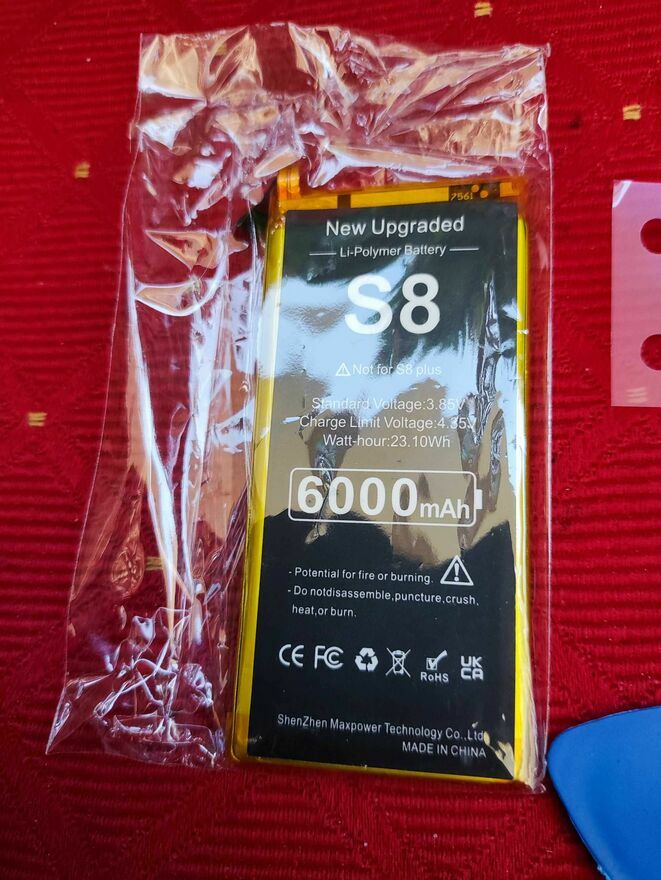 7561
New Upgraded
Li-Polymer Battery
S8
Not for S8 plus
Standard Voltage:3.85V
Charge Limit Voltage:4.35V
Watt-hour:23.10Wh
6000mAh
- Potential for fire or burning.
- Do notdisassemble,puncture,crush,
heat,or burn.
CE FC RoHS UK CA
ShenZhen Maxpower Technology Co.,Ltd
MADE IN CHINA